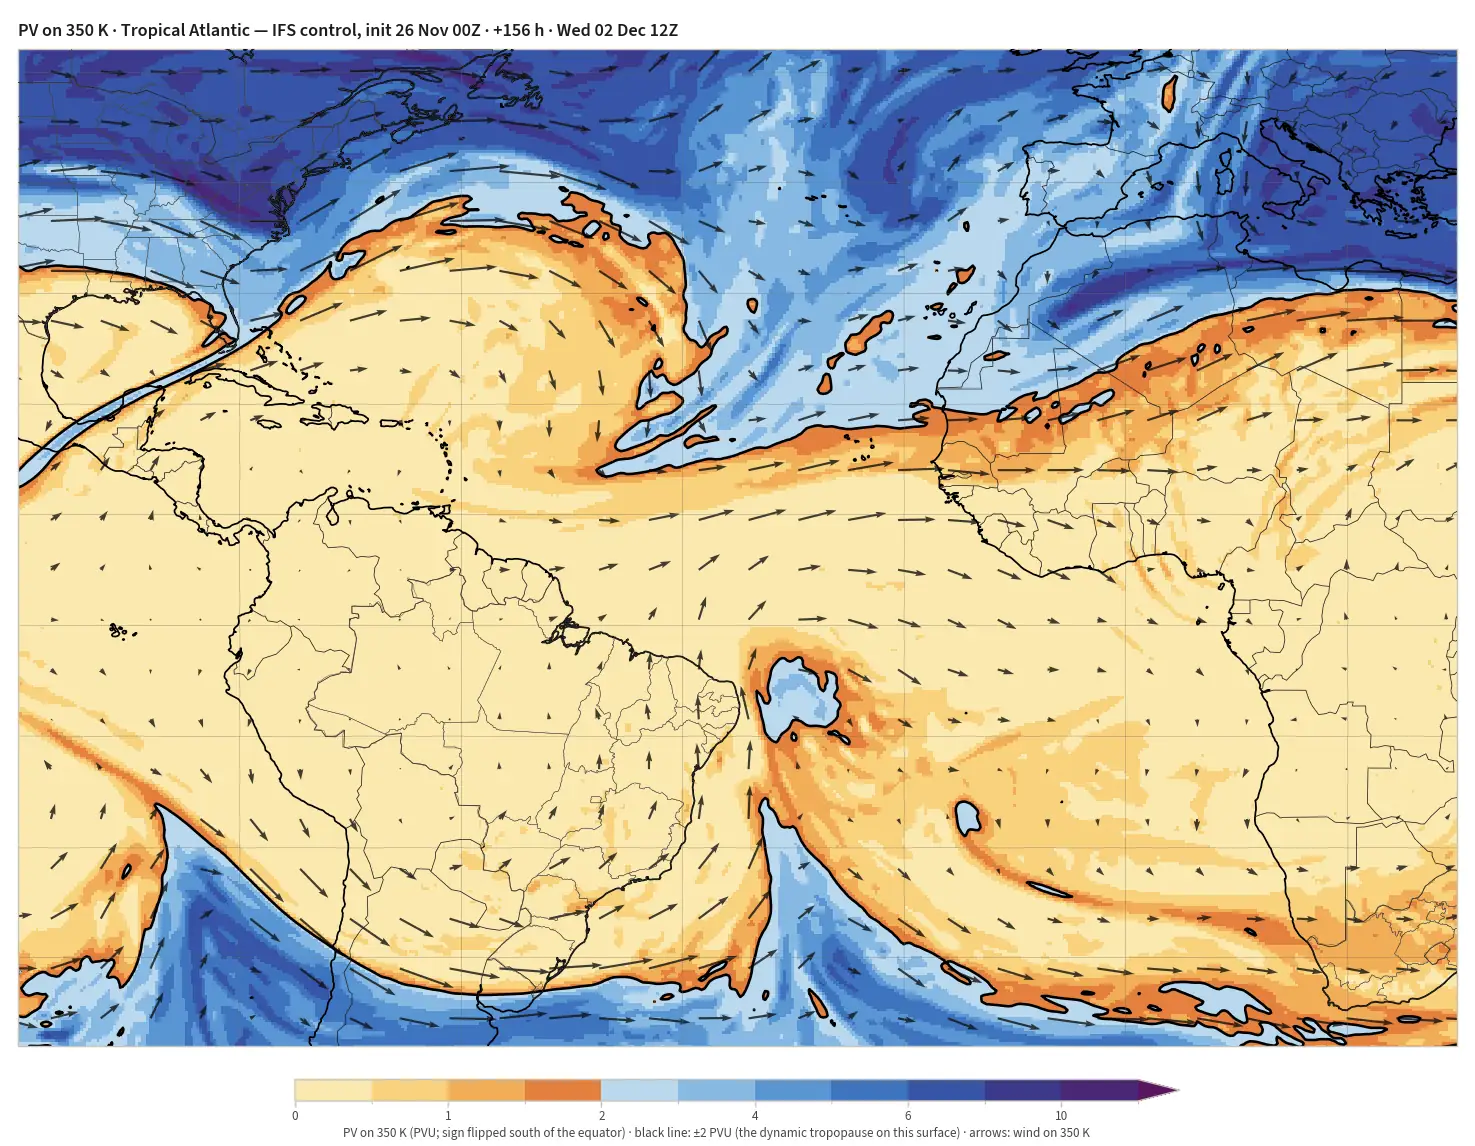 PV on 350 K · Tropical Atlantic — IFS control, init 26 Nov 00Z · +156 h · Wed 02 Dec 12Z
0 1 2 4 6 10
PV on 350 K (PVU; sign flipped south of the equator) · black line: ±2 PVU (the dynamic tropopause on this surface) · arrows: wind on 350 K